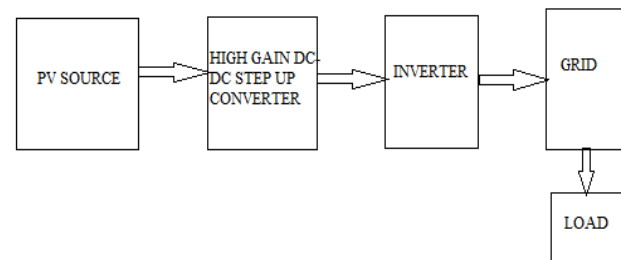 PV SOURCE
HIGH GAIN DC-
DC STEP UP
CONVERTER
INVERTER
GRID
LOAD